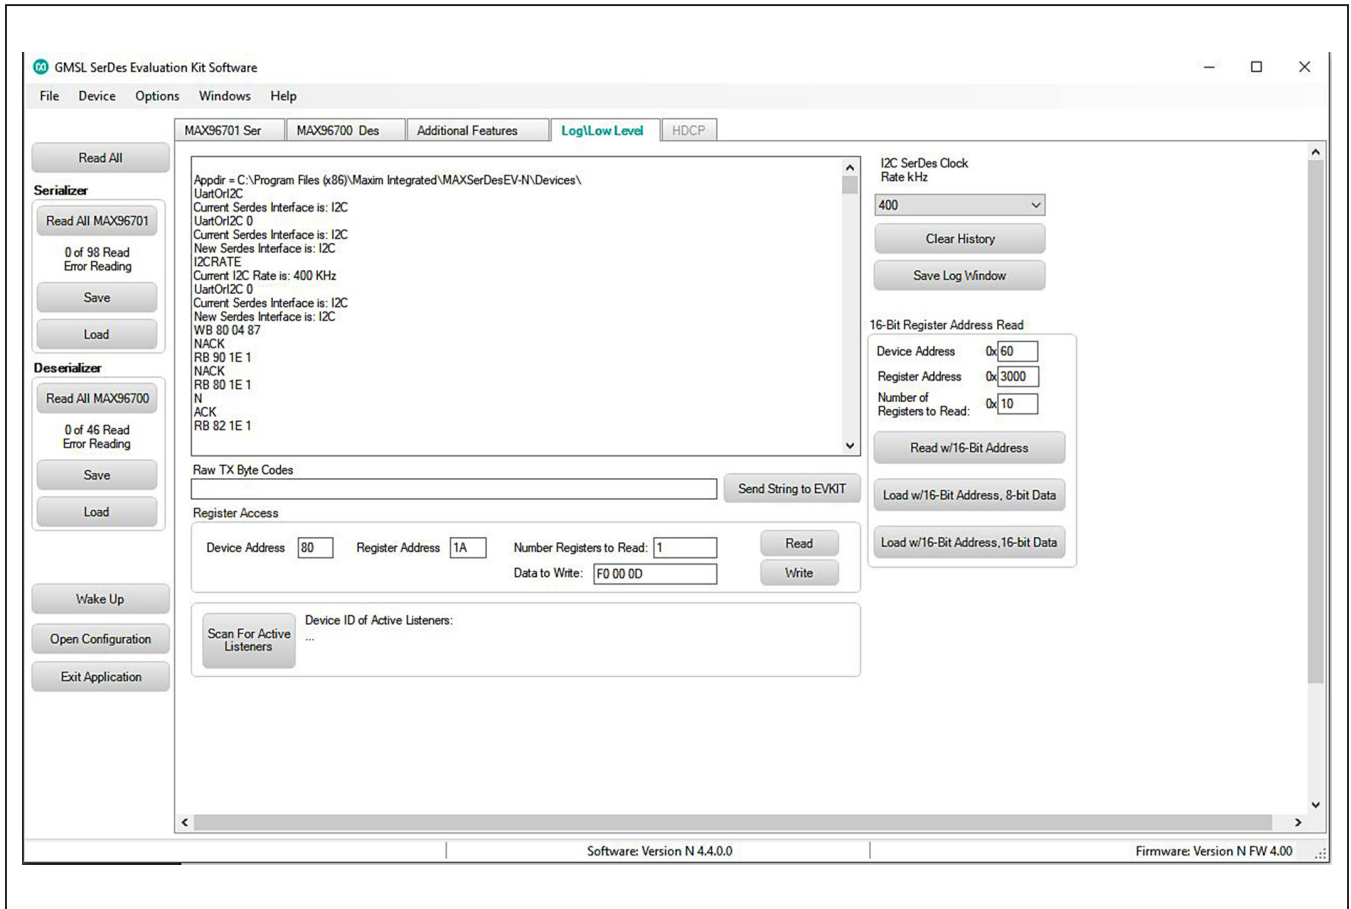 GMSL SerDes Evaluation Kit Software
File Device Options Windows Help
MAX96701 Ser MAX96700 Des Additional Features Log\Low Level HDCP
Read All
Serializer
Read All MAX96701
0 of 98 Read
Error Reading
Save
Load
Deserializer
Read All MAX96700
0 of 46 Read
Error Reading
Save
Load
Wake Up
Open Configuration
Exit Application
Appdir = C:\Program Files (x86)\Maxim Integrated\MAXSerDesEV-N\Devices\
UartOrI2C
Current Serdes Interface is: I2C
UartOrI2C 0
Current Serdes Interface is: I2C
New Serdes Interface is: I2C
I2CRATE
Current I2C Rate is: 400 KHz
UartOrI2C 0
Current Serdes Interface is: I2C
New Serdes Interface is: I2C
WB 80 04 87
NACK
RB 90 1E 1
NACK
RB 80 1E 1
N
ACK
RB 82 1E 1
Raw TX Byte Codes
Send String to EVKIT
Register Access
Device Address 80 Register Address 1A Number Registers to Read: 1 Read
Data to Write: F0 00 0D Write
Scan For Active
Listeners
Device ID of Active Listeners:
...
I2C SerDes Clock
Rate kHz
400
Clear History
Save Log Window
16-Bit Register Address Read
Device Address 0x 60
Register Address 0x 3000
Number of
Registers to Read: 0x 10
Read w/16-Bit Address
Load w/16-Bit Address, 8-bit Data
Load w/16-Bit Address,16-bit Data
Software: Version N 4.4.0.0 Firmware: Version N FW 4.00